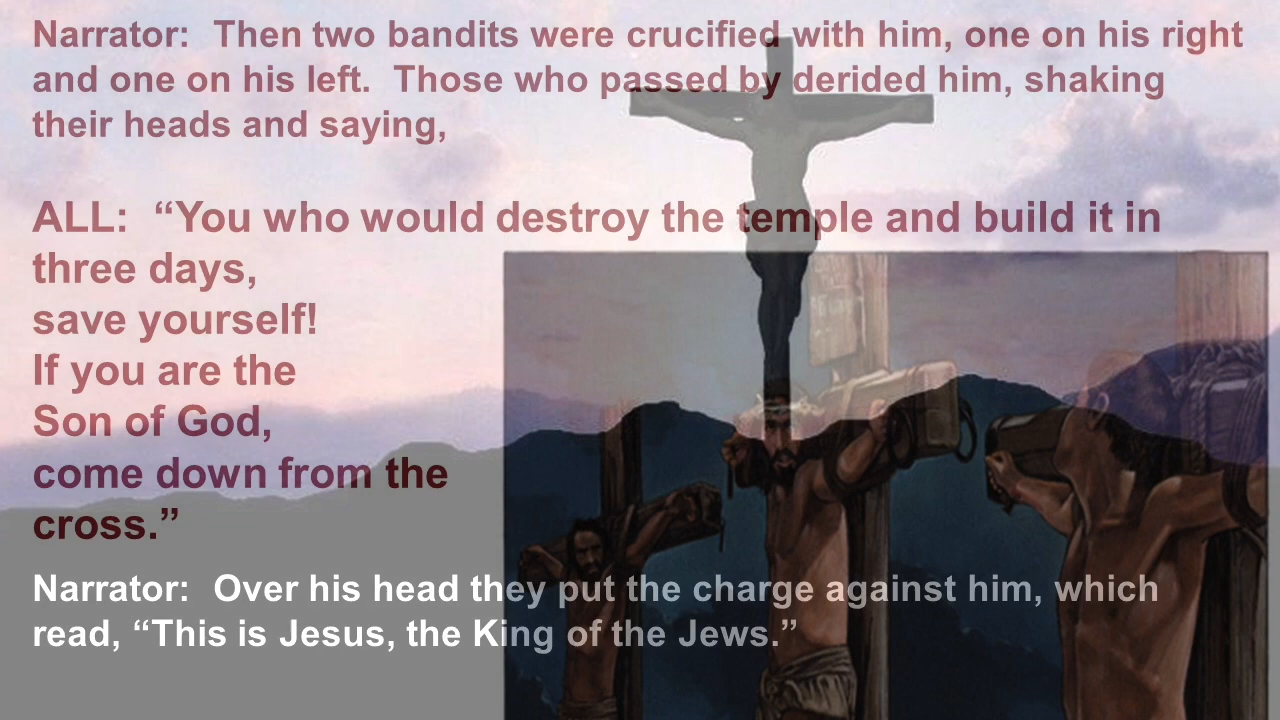 Narrator:  Then two bandits were crucified with him, one on his right
and one on his left.  Those who passed by derided him, shaking
their heads and saying,
ALL:  “You who would destroy the temple and build it in
three days,
save yourself!
If you are the
Son of God,
come down from the
cross.”
Narrator:  Over his head they put the charge against him, which
read, “This is Jesus, the King of the Jews.”